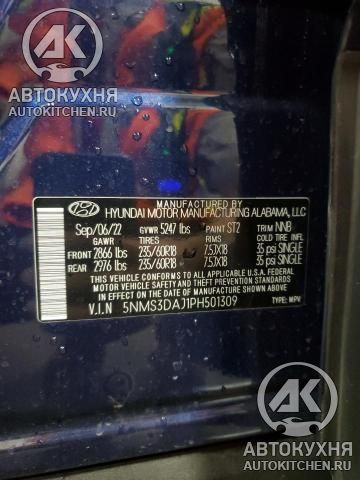 АК
АВТОКУХНЯ
AUTOKITCHEN.RU
MANUFACTURED BY
HYUNDAI MOTOR MANUFACTURING ALABAMA, LLC
Sep/06/22 GVWR 5247 lbs PAINT ST2 TRIM NNB
GAWR TIRES RIMS COLD TIRE INFL
FRONT 2866 lbs 235/60R18 7.5JX18 35 psi SINGLE
REAR 2976 lbs 235/60R18 7.5JX18 35 psi SINGLE
THIS VEHICLE CONFORMS TO ALL APPLICABLE U.S.
FEDERAL MOTOR VEHICLE SAFETY AND THEFT PREVENTION
STANDARDS IN EFFECT ON THE DATE OF MANUFACTURE SHOWN ABOVE.
V.I.N 5NMS3DAJ1PH501309 TYPE: MPV
АК
АВТОКУХНЯ
AUTOKITCHEN.RU